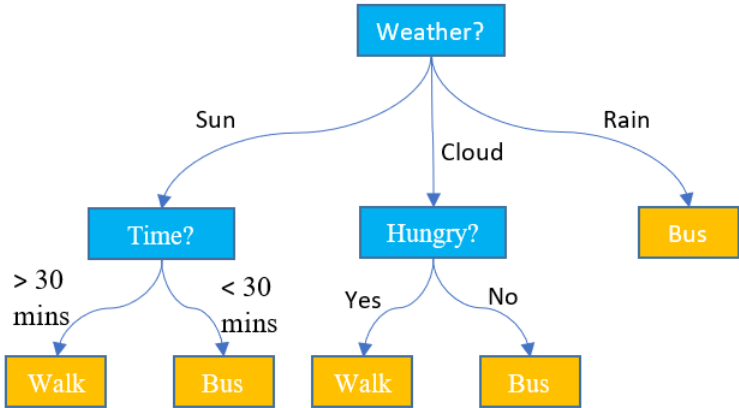 Weather?
Sun
Cloud
Rain
Time?
Hungry?
Bus
> 30
mins
< 30
mins
Yes
No
Walk
Bus
Walk
Bus